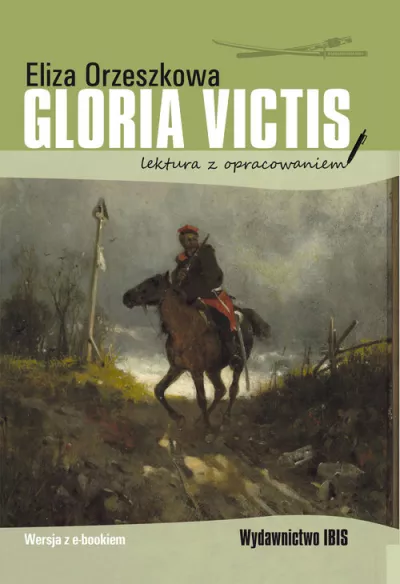 Eliza Orzeszkowa
GLORIA VICTIS
lektura z opracowaniem
Wersja z e-bookiem
Wydawnictwo IBIS